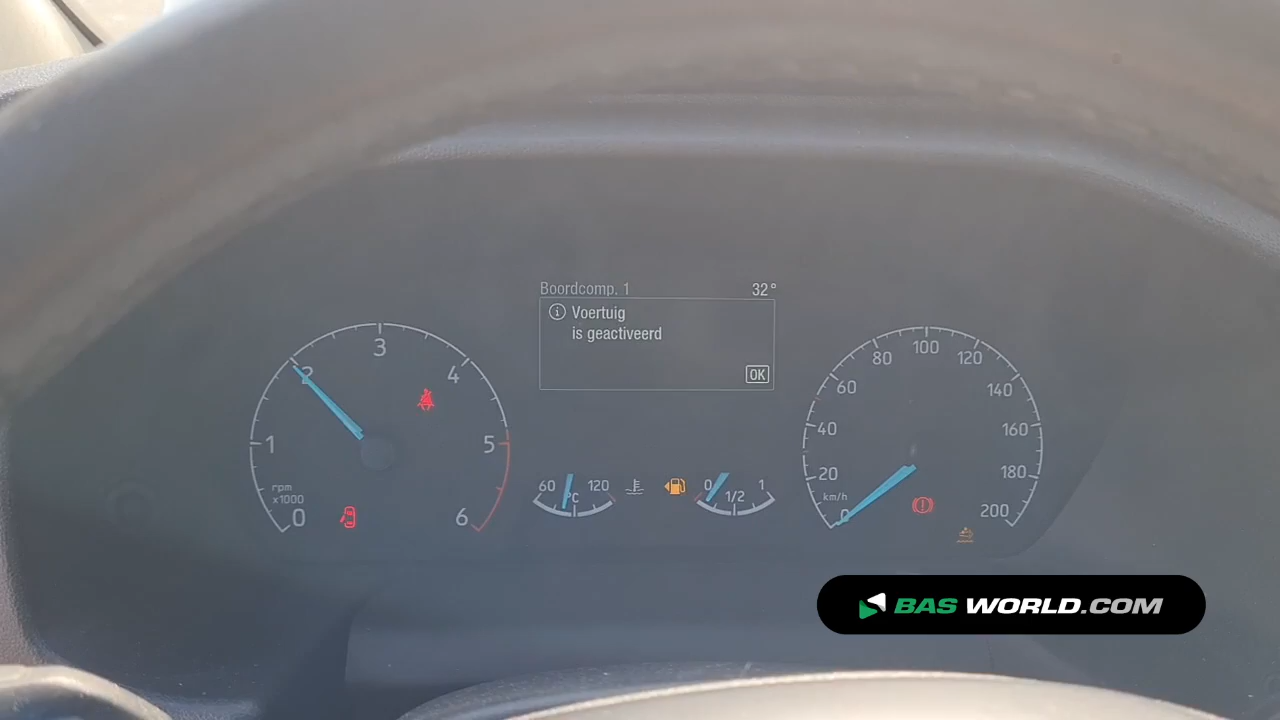 Boordcomp. 1 32°
Voertuig
is geactiveerd
OK
0 1 2 3 4 5 6
rpm
x1000
60 120
°C
0 1/2 1
0 20 40 60 80 100 120 140 160 180 200
km/h
BAS WORLD.COM